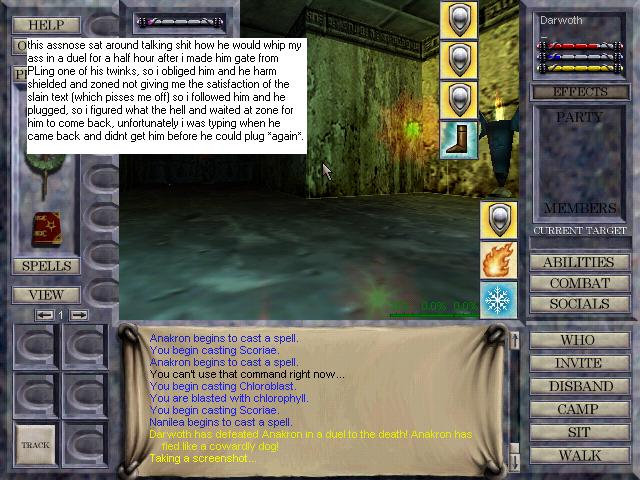 HELP
this assnose sat around talking shit how he would whip my
ass in a duel for a half hour after i made him gate from
PLing one of his twinks, so i obliged him and he harm
shielded and zoned not giving me the satisfaction of the
slain text (which pisses me off) so i followed him and he
plugged, so i figured what the hell and waited at zone for
him to come back, unfortunately i was typing when he
came back and didnt get him before he could plug *again*.
SPELLS
VIEW
1
TRACK
0.0% 0.0%
Darwoth
EFFECTS
PARTY
MEMBERS
CURRENT TARGET
ABILITIES
COMBAT
SOCIALS
WHO
INVITE
DISBAND
CAMP
SIT
WALK
Anakron begins to cast a spell.
You begin casting Scoriae.
Anakron begins to cast a spell.
You can't use that command right now...
You begin casting Chloroblast.
You are blasted with chlorophyll.
You begin casting Scoriae.
Nanilea begins to cast a spell.
Darwoth has defeated Anakron in a duel to the death! Anakron has
fled like a cowardly dog!
Taking a screenshot...